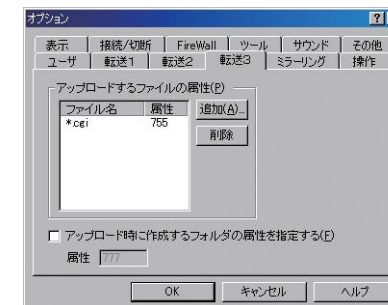 オプション
表示 接続/切断 FireWall ツール サウンド その他
ユーザ 転送1 転送2 転送3 ミラーリング 操作
アップロードするファイルの属性(P)
ファイル名 属性
*.cgi 755
追加(A)...
削除
アップロード時に作成するフォルダの属性を指定する(F)
属性 777
OK キャンセル ヘルプ